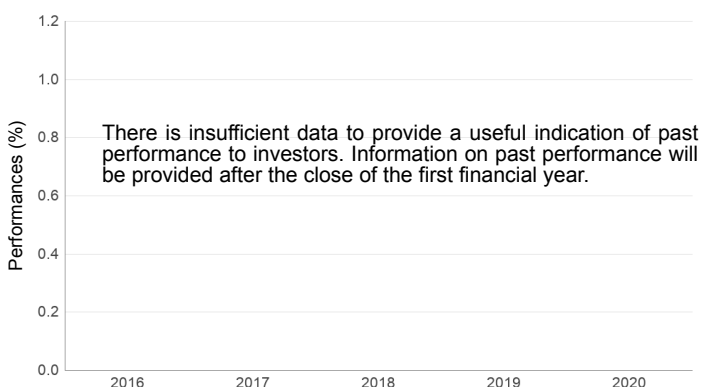 1.2
1.0
0.8
0.6
0.4
0.2
0.0
Performances (%)
There is insufficient data to provide a useful indication of past
performance to investors. Information on past performance will
be provided after the close of the first financial year.
2016 2017 2018 2019 2020